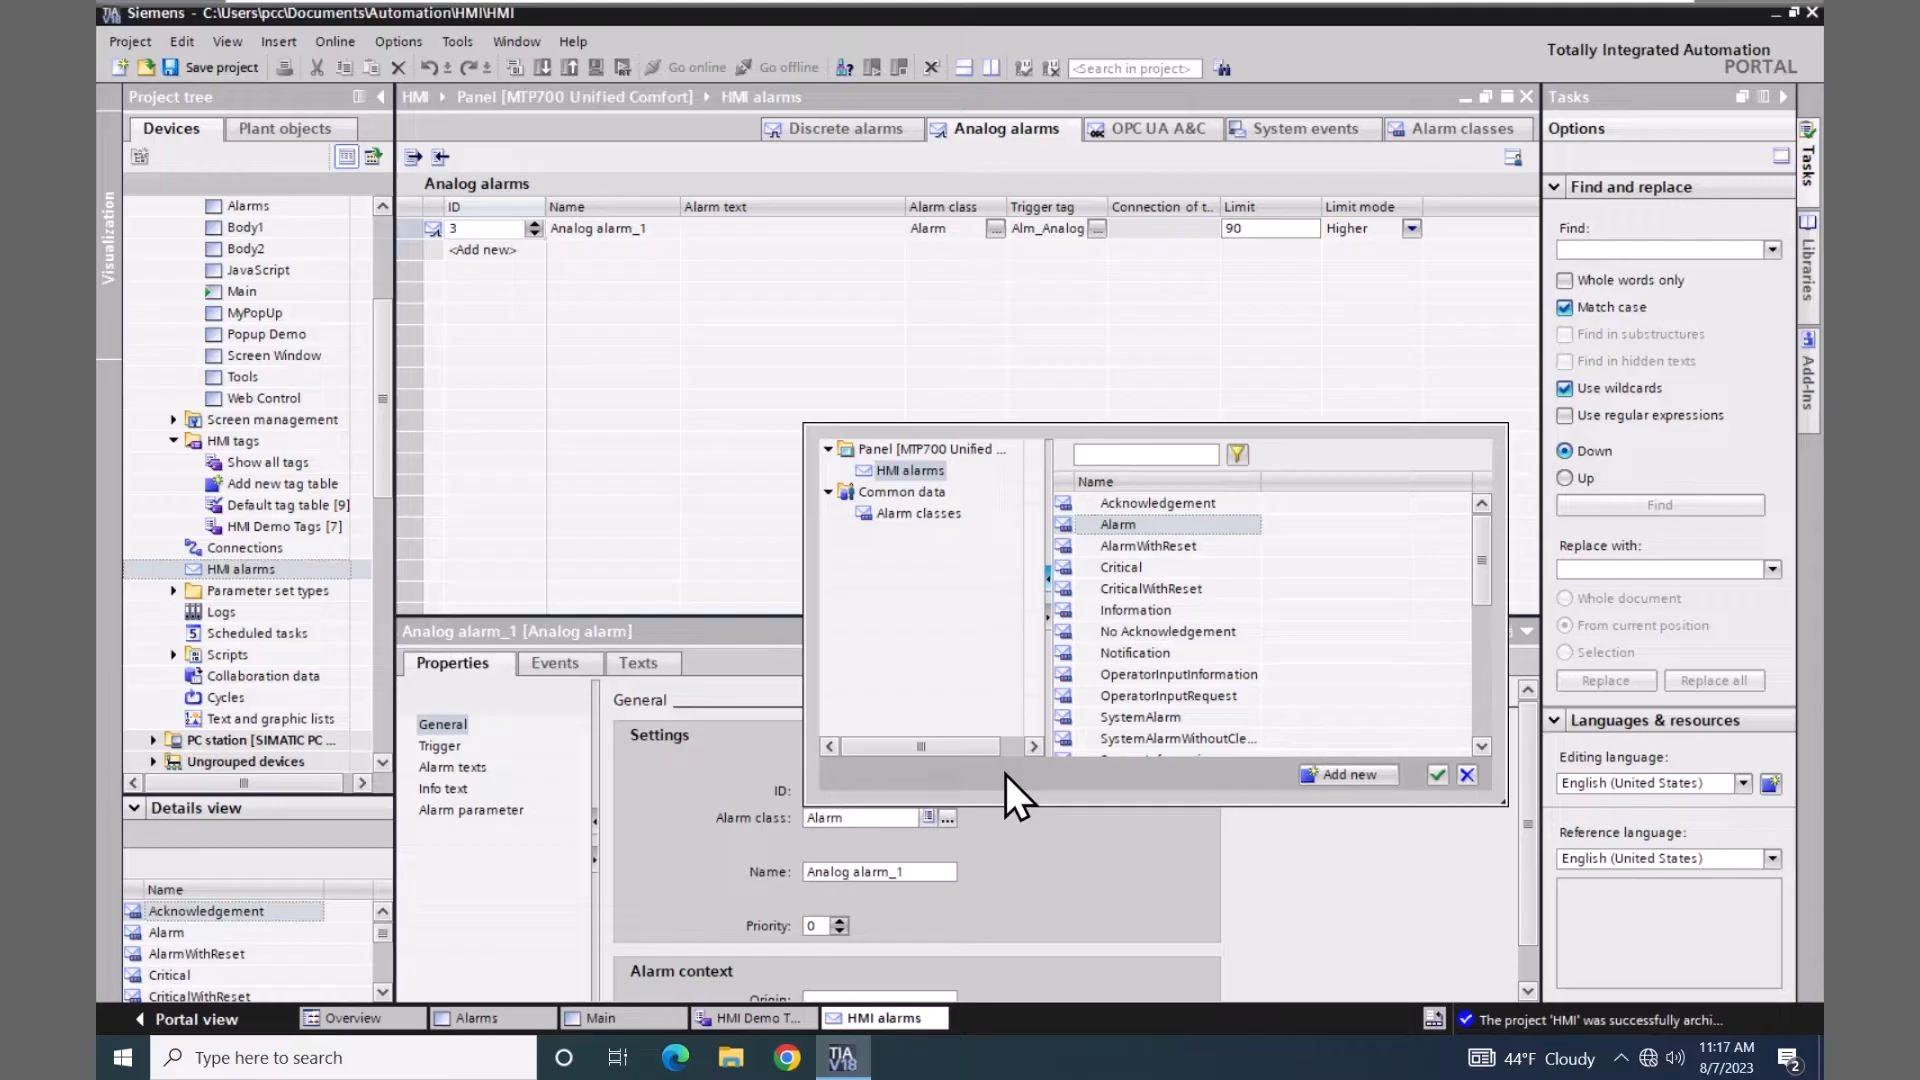 TIA V18 Siemens - C:\Users\pcc\Documents\Automation\HMI\HMI
Project Edit View Insert Online Options Tools Window Help
Totally Integrated Automation
PORTAL
Save project Go online Go offline <Search in project>
Project tree
HMI Panel [MTP700 Unified Comfort] HMI alarms
Tasks
Devices Plant objects
Discrete alarms Analog alarms OPC UA A&C System events Alarm classes
Options
Visualization
Tasks
Libraries
Add-Ins
Analog alarms
ID Name Alarm text Alarm class Trigger tag Connection of t.. Limit Limit mode
3 Analog alarm_1 Alarm ... Alm_Analog ... 90 Higher
<Add new>
Alarms
Body1
Body2
JavaScript
Main
MyPopUp
Popup Demo
Screen Window
Tools
Web Control
Screen management
HMI tags
Show all tags
Add new tag table
Default tag table [9]
HMI Demo Tags [7]
Connections
HMI alarms
Parameter set types
Logs
Scheduled tasks
Scripts
Collaboration data
Cycles
Text and graphic lists
PC station [SIMATIC PC ...
Ungrouped devices
Details view
Name
Acknowledgement
Alarm
AlarmWithReset
Critical
CriticalWithReset
Panel [MTP700 Unified ...
HMI alarms
Common data
Alarm classes
Name
Acknowledgement
Alarm
AlarmWithReset
Critical
CriticalWithReset
Information
No Acknowledgement
Notification
OperatorInputInformation
OperatorInputRequest
SystemAlarm
SystemAlarmWithoutCle...
Add new
Analog alarm_1 [Analog alarm]
Properties Events Texts
General
Trigger
Alarm texts
Info text
Alarm parameter
General
Settings
ID:
Alarm class: Alarm ...
Name: Analog alarm_1
Priority: 0
Alarm context
Origin:
Find and replace
Find:
Whole words only
Match case
Find in substructures
Find in hidden texts
Use wildcards
Use regular expressions
Down
Up
Find
Replace with:
Whole document
From current position
Selection
Replace Replace all
Languages & resources
Editing language:
English (United States)
Reference language:
English (United States)
Portal view Overview Alarms Main HMI Demo T... HMI alarms
The project 'HMI' was successfully archi...
Type here to search
TIA V18
44°F Cloudy
11:17 AM
8/7/2023
2